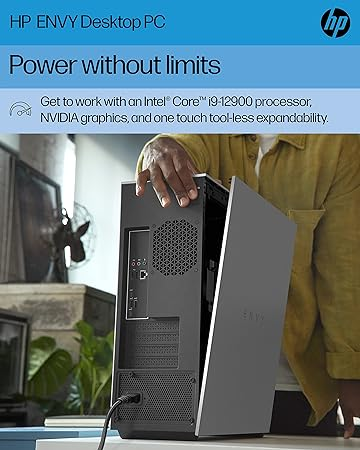 HP ENVY Desktop PC
hp
Power without limits
Get to work with an Intel® Core™ i9-12900 processor,
NVIDIA graphics, and one touch tool-less expandability.
ENVY